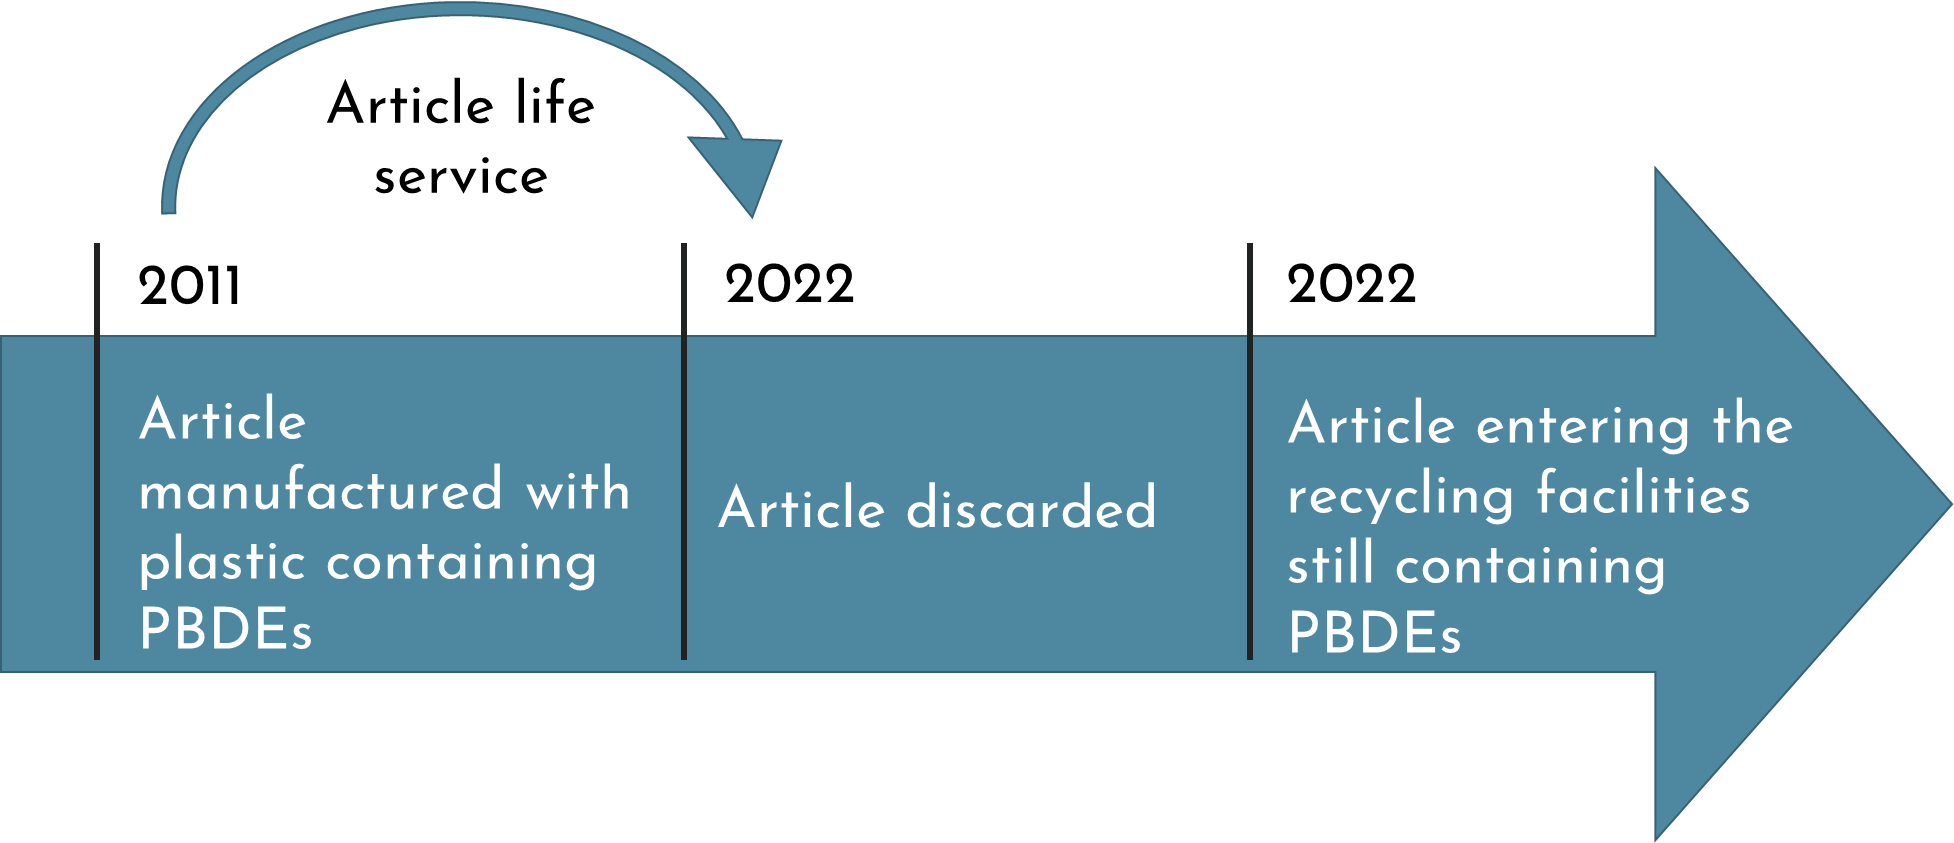 Article life
service
2011
2022
2022
Article
manufactured with
plastic containing
PBDEs
Article discarded
Article entering the
recycling facilities
still containing
PBDEs